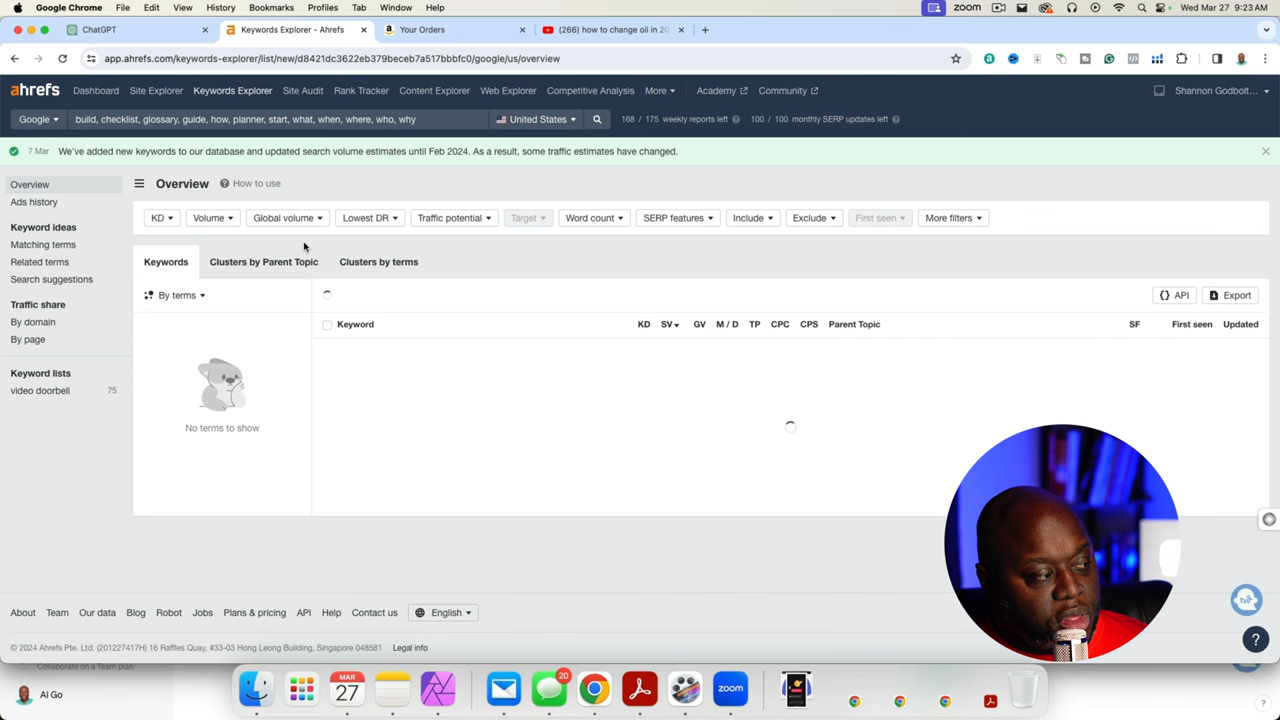 Google Chrome File Edit View History Bookmarks Profiles Tab Window Help zoom Wed Mar 27 9:23 AM
ChatGPT Keywords Explorer - Ahrefs Your Orders (266) how to change oil in 20
app.ahrefs.com/keywords-explorer/list/new/d8421dc3622eb379beceb7a517bbbfc0/google/us/overview
ahrefs Dashboard Site Explorer Keywords Explorer Site Audit Rank Tracker Content Explorer Web Explorer Competitive Analysis More Academy Community Shannon Godbolt...
Google build, checklist, glossary, guide, how, planner, start, what, when, where, who, why United States 168 / 175 weekly reports left 100 / 100 monthly SERP updates left
7 Mar We've added new keywords to our database and updated search volume estimates until Feb 2024. As a result, some traffic estimates have changed.
Overview
Ads history
Keyword ideas
Matching terms
Related terms
Search suggestions
Traffic share
By domain
By page
Keyword lists
video doorbell 75
Overview How to use
KD Volume Global volume Lowest DR Traffic potential Target Word count SERP features Include Exclude First seen More filters
Keywords Clusters by Parent Topic Clusters by terms
By terms API Export
Keyword KD SV GV M / D TP CPC CPS Parent Topic SF First seen Updated
No terms to show
About Team Our data Blog Robot Jobs Plans & pricing API Help Contact us English
© 2024 Ahrefs Pte. Ltd. (201227417H) 16 Raffles Quay, #33-03 Hong Leong Building, Singapore 048581 Legal info
Collaborate on a Team plan
AI Go
MAR
27
20
zoom